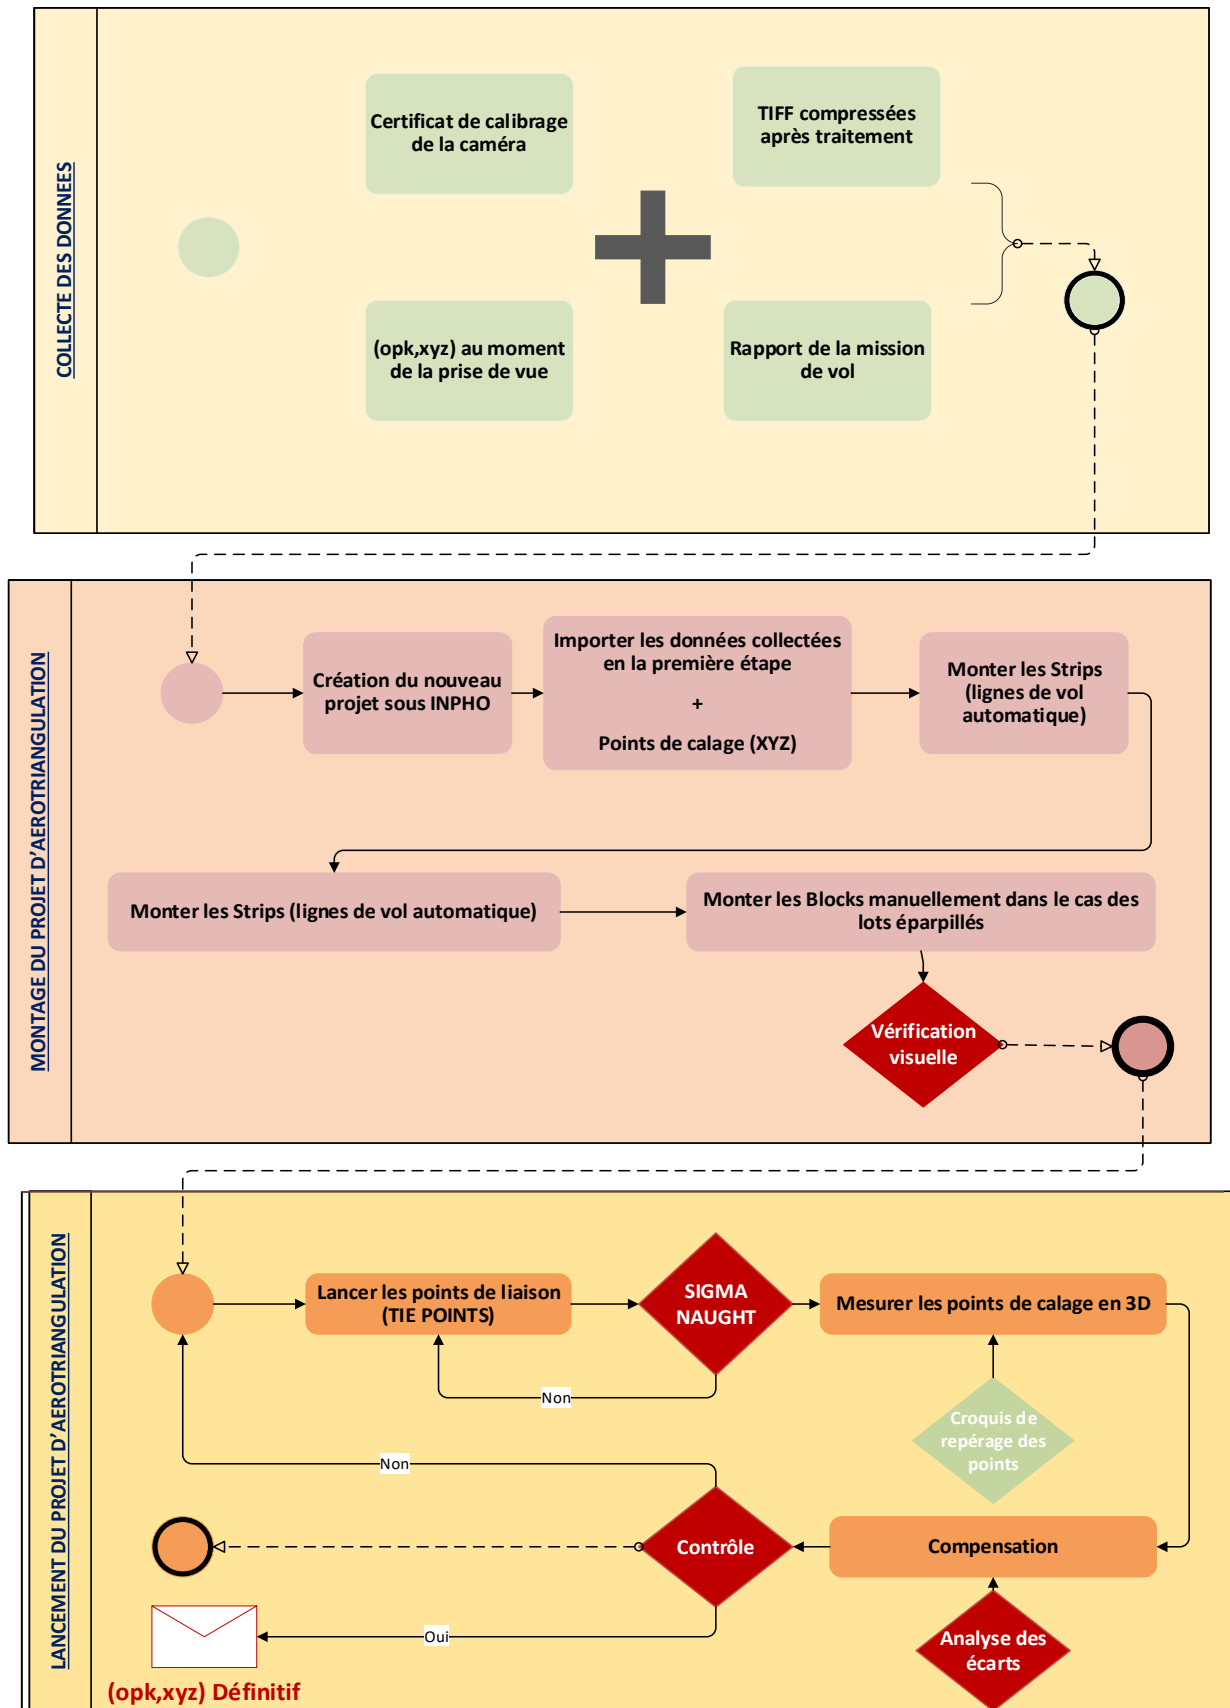 COLLECTE DES DONNEES
Certificat de calibrage
de la caméra
TIFF compressées
après traitement
(opk,xyz) au moment
de la prise de vue
Rapport de la mission
de vol
MONTAGE DU PROJET D’AEROTRIANGULATION
Création du nouveau
projet sous INPHO
Importer les données collectées
en la première étape
+
Points de calage (XYZ)
Monter les Strips
(lignes de vol
automatique)
Monter les Strips (lignes de vol automatique)
Monter les Blocks manuellement dans le cas des
lots éparpillés
Vérification
visuelle
LANCEMENT DU PROJET D’AEROTRIANGULATION
Lancer les points de liaison
(TIE POINTS)
SIGMA
NAUGHT
Mesurer les points de calage en 3D
Non
Croquis de
repérage des
points
Non
Contrôle
Compensation
Oui
Analyse des
écarts
(opk,xyz) Définitif